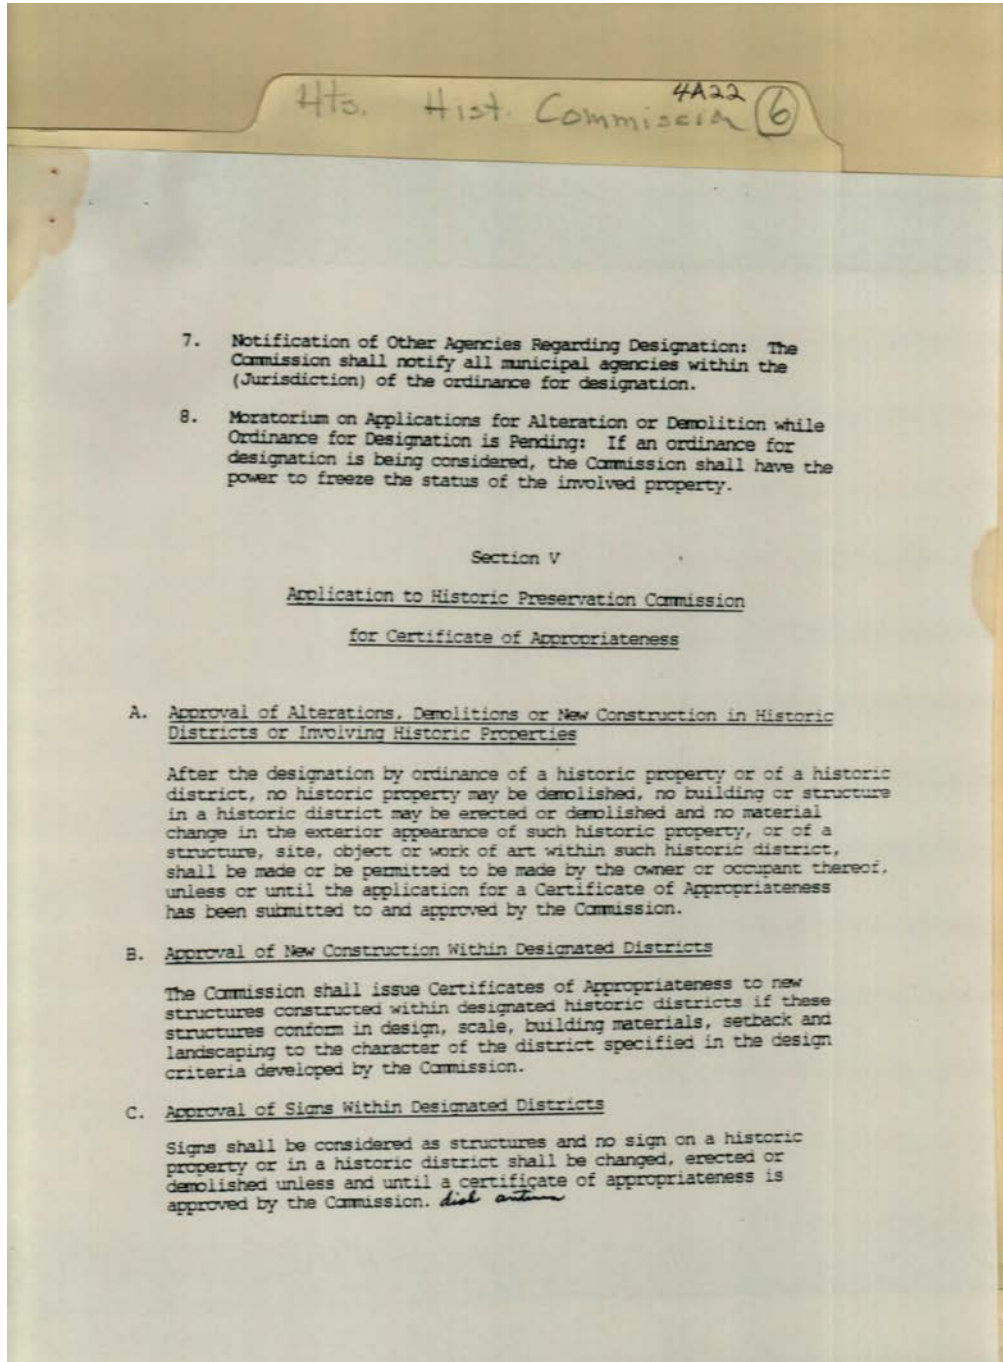 4A22
Hts. Hist. Commission 6
7. Notification of Other Agencies Regarding Designation: The
Commission shall notify all municipal agencies within the
(Jurisdiction) of the ordinance for designation.
8. Moratorium on Applications for Alteration or Demolition while
Ordinance for Designation is Pending: If an ordinance for
designation is being considered, the Commission shall have the
power to freeze the status of the involved property.
Section V
Application to Historic Preservation Commission
for Certificate of Appropriateness
A. Approval of Alterations, Demolitions or New Construction in Historic
Districts or Involving Historic Properties
After the designation by ordinance of a historic property or of a historic
district, no historic property may be demolished, no building or structure
in a historic district may be erected or demolished and no material
change in the exterior appearance of such historic property, or of a
structure, site, object or work of art within such historic district,
shall be made or be permitted to be made by the owner or occupant thereof,
unless or until the application for a Certificate of Appropriateness
has been submitted to and approved by the Commission.
B. Approval of New Construction Within Designated Districts
The Commission shall issue Certificates of Appropriateness to new
structures constructed within designated historic districts if these
structures conform in design, scale, building materials, setback and
landscaping to the character of the district specified in the design
criteria developed by the Commission.
C. Approval of Signs Within Designated Districts
Signs shall be considered as structures and no sign on a historic
property or in a historic district shall be changed, erected or
demolished unless and until a certificate of appropriateness is
approved by the Commission. dish